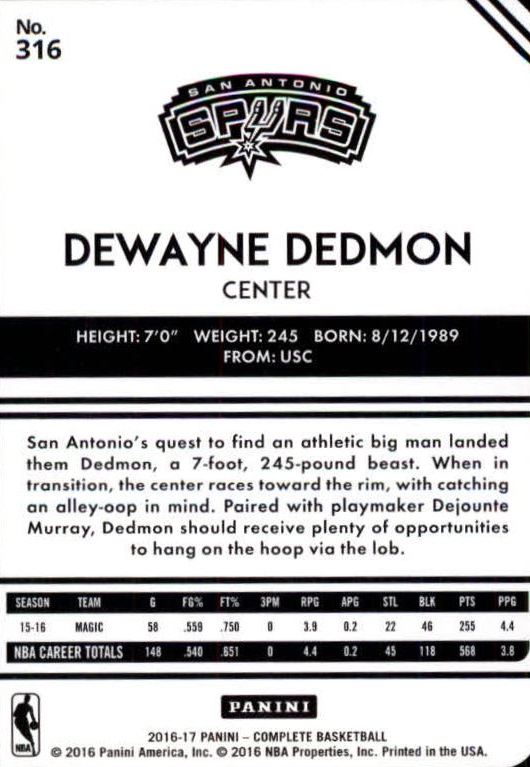 No.
316
SAN ANTONIO
SPURS
DEWAYNE DEDMON
CENTER
HEIGHT: 7'0" WEIGHT: 245 BORN: 8/12/1989
FROM: USC
San Antonio's quest to find an athletic big man landed
them Dedmon, a 7-foot, 245-pound beast. When in
transition, the center races toward the rim, with catching
an alley-oop in mind. Paired with playmaker Dejounte
Murray, Dedmon should receive plenty of opportunities
to hang on the hoop via the lob.
SEASON TEAM G FG% FT% 3PM RPG APG STL BLK PTS PPG
15-16 MAGIC 58 .559 .750 0 3.9 0.2 22 46 255 4.4
NBA CAREER TOTALS 148 .540 .651 0 4.4 0.2 45 118 568 3.8
PANINI
NBA
2016-17 PANINI – COMPLETE BASKETBALL
© 2016 Panini America, Inc. © 2016 NBA Properties, Inc. Printed in the USA.